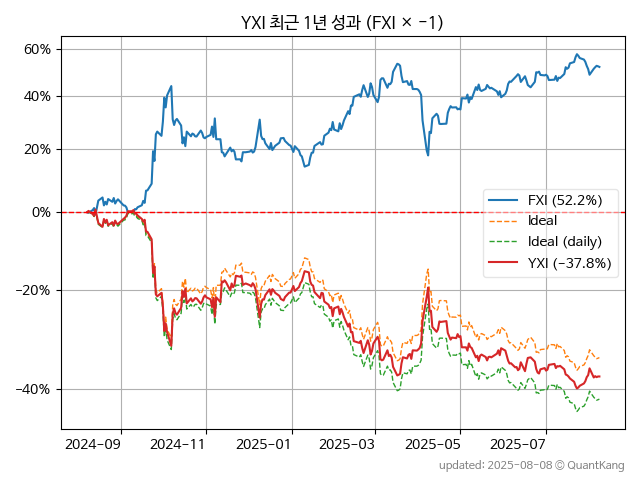 YXI 최근 1년 성과 (FXI × −1)
60%
40%
20%
0%
−20%
−40%
FXI (52.2%)
Ideal
Ideal (daily)
YXI (−37.8%)
2024−09
2024−11
2025−01
2025−03
2025−05
2025−07
updated: 2025−08−08 © QuantKang